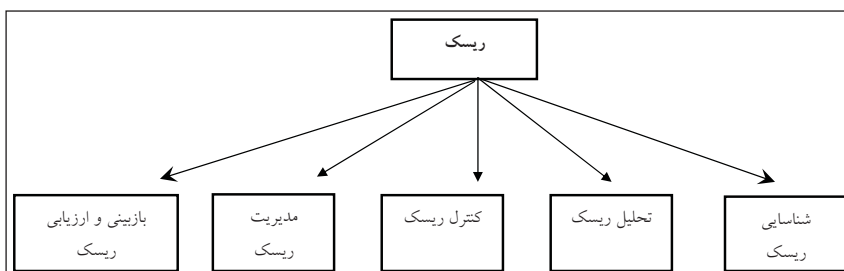 ریسک
شناسایی
ریسک
تحلیل ریسک
کنترل ریسک
مدیریت
ریسک
بازبینی و ارزیابی
ریسک